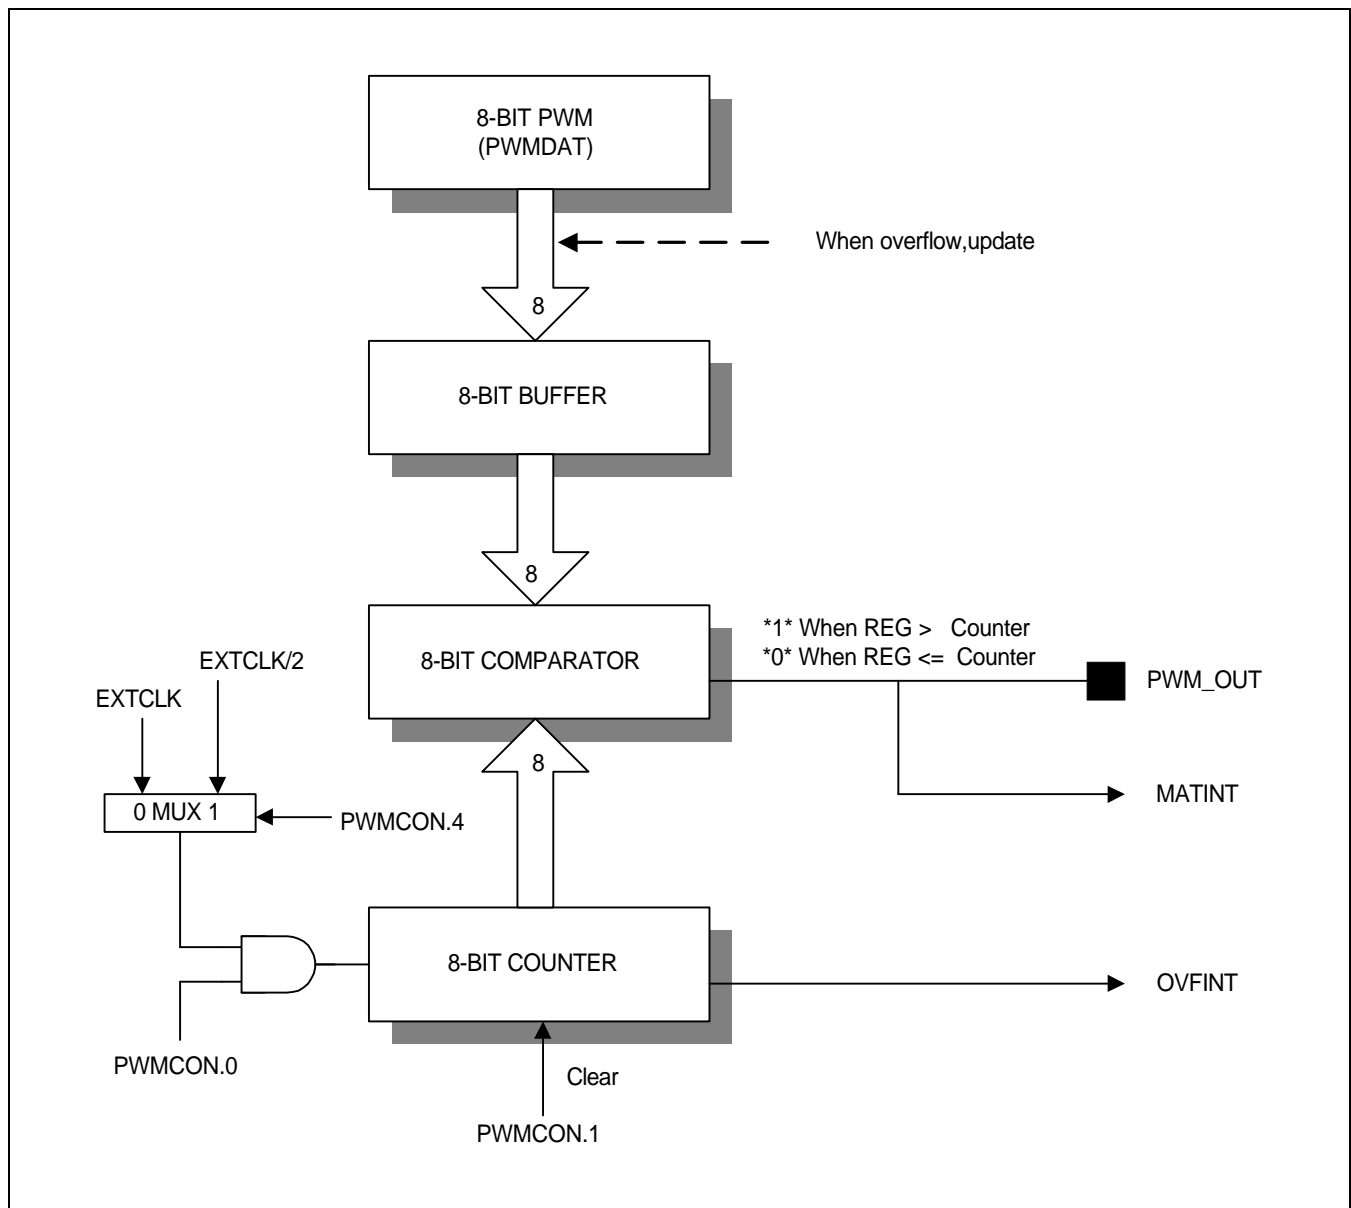 8-BIT PWM
(PWMDAT)
When overflow,update
8
8-BIT BUFFER
8
8-BIT COMPARATOR
*1* When REG > Counter
*0* When REG <= Counter
PWM_OUT
EXTCLK/2
EXTCLK
0 MUX 1
PWMCON.4
8
MATINT
8-BIT COUNTER
OVFINT
PWMCON.0
Clear
PWMCON.1